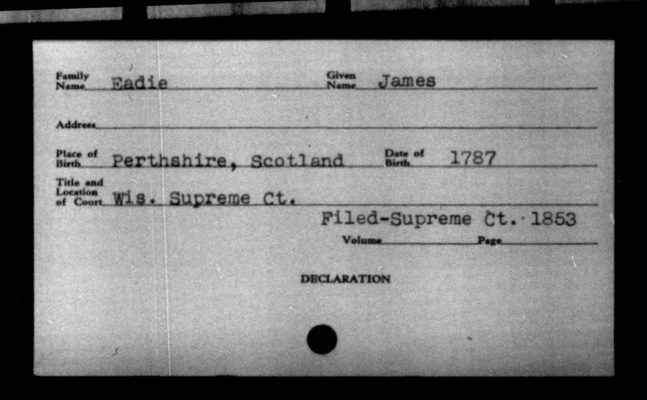 Family Name Eadie Given Name James
Address
Place of Birth Perthshire, Scotland Date of Birth 1787
Title and Location of Court Wis. Supreme Ct.
Filed-Supreme Ct. 1853
Volume Page
DECLARATION